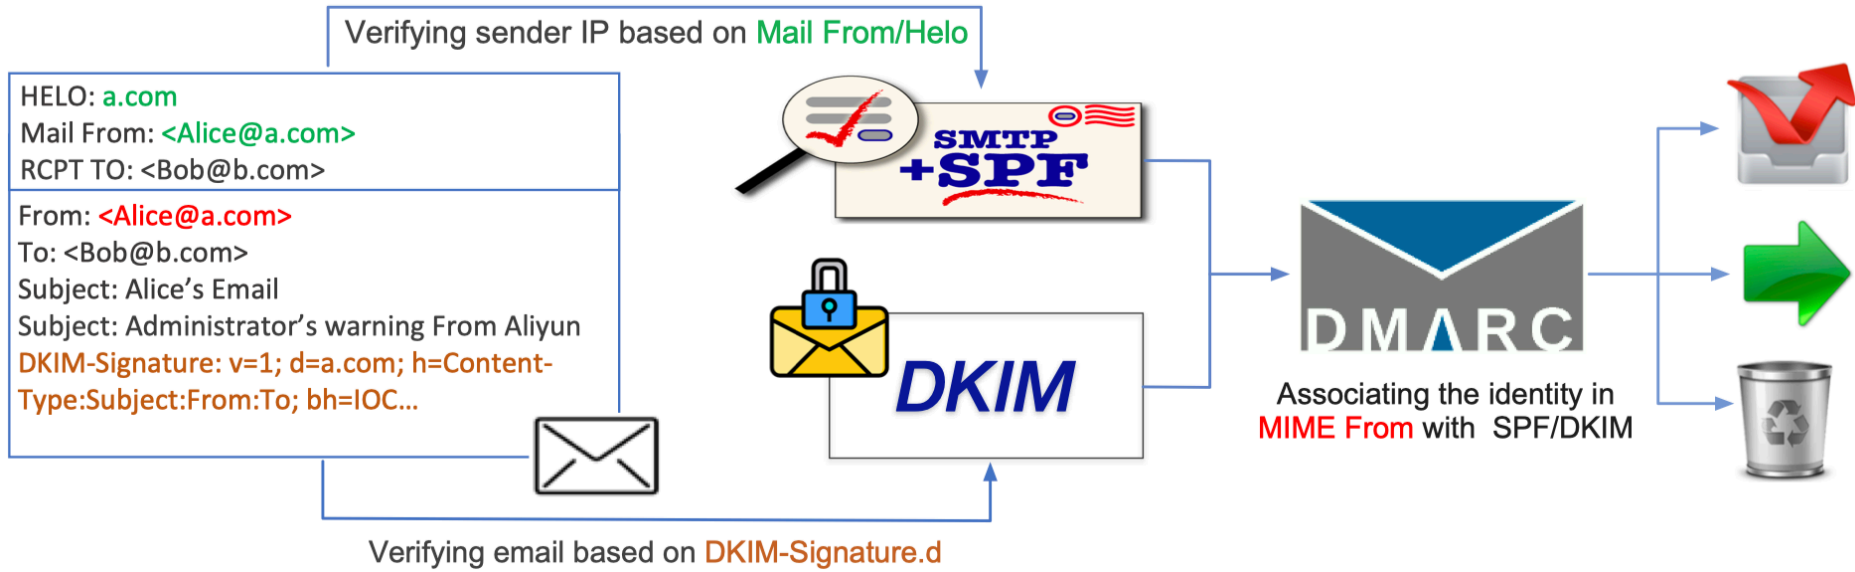 Verifying sender IP based on Mail From/Helo
HELO: a.com
Mail From: <Alice@a.com>
RCPT TO: <Bob@b.com>
From: <Alice@a.com>
To: <Bob@b.com>
Subject: Alice’s Email
Subject: Administrator’s warning From Aliyun
DKIM-Signature: v=1; d=a.com; h=Content-
Type:Subject:From:To; bh=IOC...
SMTP
+SPF
DKIM
DMARC
Associating the identity in
MIME From with SPF/DKIM
Verifying email based on DKIM-Signature.d